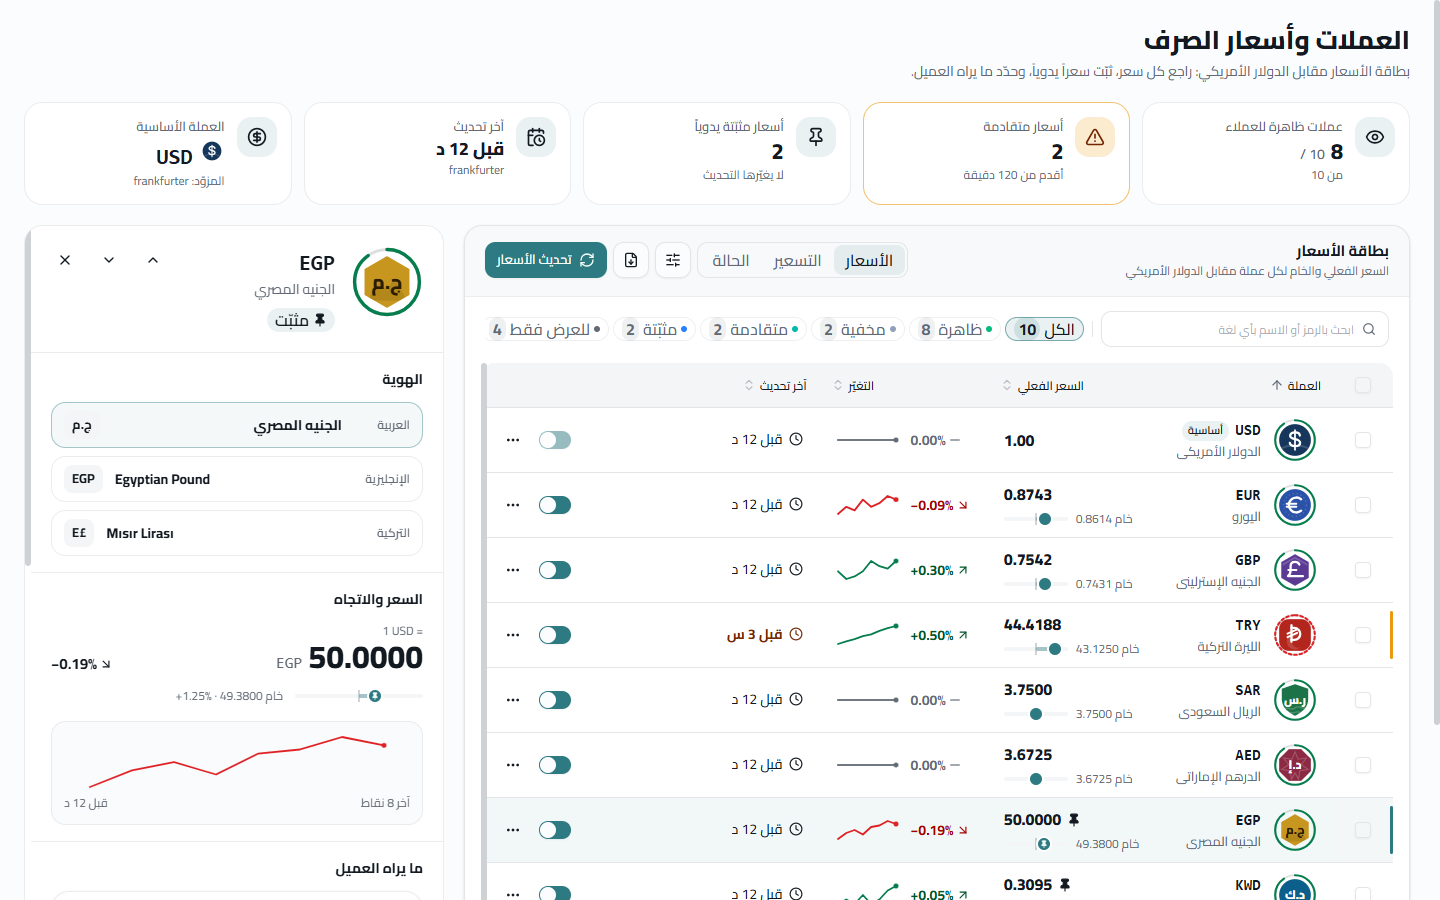 العملات وأسعار الصرف
بطاقة الأسعار مقابل الدولار الأمريكي: راجع كل سعر، ثبّت سعراً يدوياً، وحدّد ما يراه العميل.
عملات ظاهرة للعملاء
8 / 10
من 10
أسعار متقادمة
2
أقدم من 120 دقيقة
أسعار مثبّتة يدوياً
2
لا يغيّرها التحديث
آخر تحديث
قبل 12 د
frankfurter
العملة الأساسية
$ USD
المزوّد: frankfurter
بطاقة الأسعار
السعر الفعلي والخام لكل عملة مقابل الدولار الأمريكي
الأسعار
التسعير
الحالة
تحديث الأسعار
ابحث بالرمز أو الاسم بأي لغة
الكل 10
ظاهرة 8
مخفية 2
متقادمة 2
مثبّتة 2
للعرض فقط 4
العملة
السعر الفعلي
التغيّر
آخر تحديث
$ USD أساسية
الدولار الأمريكي
1.00
0.00%
قبل 12 د
€ EUR
اليورو
0.8743
خام 0.8614
−0.09%
قبل 12 د
£ GBP
الجنيه الإسترليني
0.7542
خام 0.7431
+0.30%
قبل 12 د
₺ TRY
الليرة التركية
44.4188
خام 43.1250
+0.50%
قبل 3 س
ر.س SAR
الريال السعودي
3.7500
خام 3.7500
0.00%
قبل 12 د
د.إ AED
الدرهم الإماراتي
3.6725
خام 3.6725
0.00%
قبل 12 د
ج.م EGP
الجنيه المصري
50.0000
خام 49.3800
−0.19%
قبل 12 د
د.ك KWD
0.3095
+0.05%
قبل 12 د
ج.م
EGP
الجنيه المصري
مثبّت
الهوية
العربية الجنيه المصري ج.م
الإنجليزية Egyptian Pound EGP
التركية Mısır Lirası E£
السعر والاتجاه
1 USD =
50.0000 EGP
−0.19%
خام 49.3800 · +1.25%
آخر 8 نقاط
قبل 12 د
ما يراه العميل